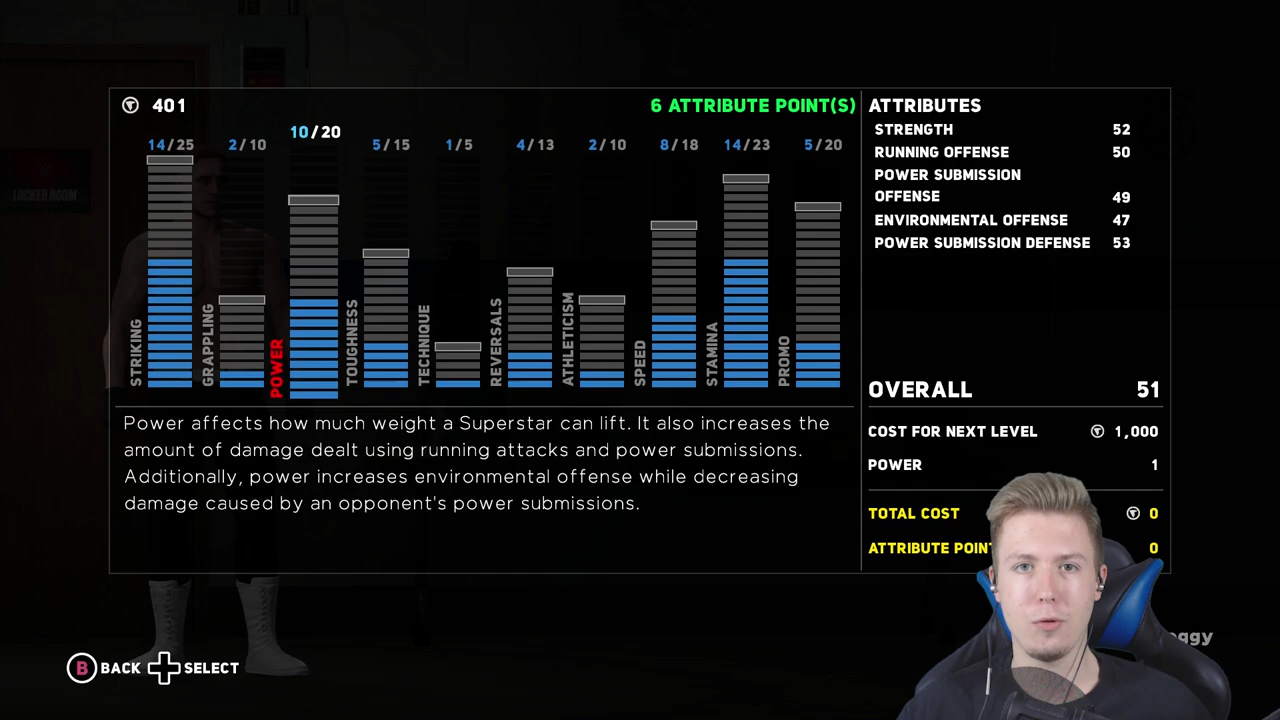 401
6 ATTRIBUTE POINT(S)
14/25
2/10
10/20
5/15
1/5
4/13
2/10
8/18
14/23
5/20
STRIKING
GRAPPLING
POWER
TOUGHNESS
TECHNIQUE
REVERSALS
ATHLETICISM
SPEED
STAMINA
PROMO
Power affects how much weight a Superstar can lift. It also increases the
amount of damage dealt using running attacks and power submissions.
Additionally, power increases environmental offense while decreasing
damage caused by an opponent's power submissions.
ATTRIBUTES
STRENGTH 52
RUNNING OFFENSE 50
POWER SUBMISSION
OFFENSE 49
ENVIRONMENTAL OFFENSE 47
POWER SUBMISSION DEFENSE 53
OVERALL 51
COST FOR NEXT LEVEL 1,000
POWER 1
TOTAL COST 0
ATTRIBUTE 0
LOCKER ROOM
B BACK SELECT